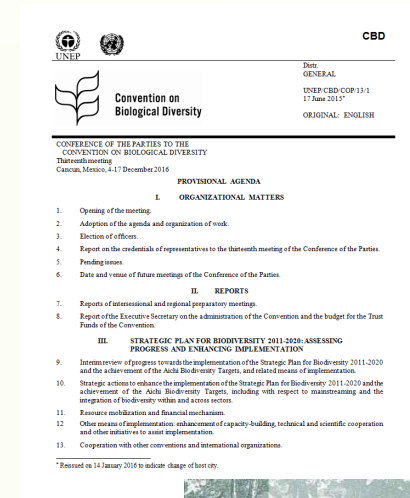 CBD
UNEP
Distr.
GENERAL
UNEP/CBD/COP/13/1
17 June 2015*
ORIGINAL: ENGLISH
Convention on
Biological Diversity
CONFERENCE OF THE PARTIES TO THE
CONVENTION ON BIOLOGICAL DIVERSITY
Thirteenth meeting
Cancun, Mexico, 4-17 December 2016
PROVISIONAL AGENDA
I. ORGANIZATIONAL MATTERS
1. Opening of the meeting.
2. Adoption of the agenda and organization of work.
3. Election of officers.
4. Report on the credentials of representatives to the thirteenth meeting of the Conference of the Parties.
5. Pending issues.
6. Date and venue of future meetings of the Conference of the Parties.
II. REPORTS
7. Reports of intersessional and regional preparatory meetings.
8. Report of the Executive Secretary on the administration of the Convention and the budget for the Trust
Funds of the Convention.
III. STRATEGIC PLAN FOR BIODIVERSITY 2011-2020: ASSESSING
PROGRESS AND ENHANCING IMPLEMENTATION
9. Interim review of progress towards the implementation of the Strategic Plan for Biodiversity 2011-2020
and the achievement of the Aichi Biodiversity Targets, and related means of implementation.
10. Strategic actions to enhance the implementation of the Strategic Plan for Biodiversity 2011-2020 and the
achievement of the Aichi Biodiversity Targets, including with respect to mainstreaming and the
integration of biodiversity within and across sectors.
11. Resource mobilization and financial mechanism.
12 Other means of implementation: enhancement of capacity-building, technical and scientific cooperation
and other initiatives to assist implementation.
13. Cooperation with other conventions and international organizations.
* Reissued on 14 January 2016 to indicate change of host city.